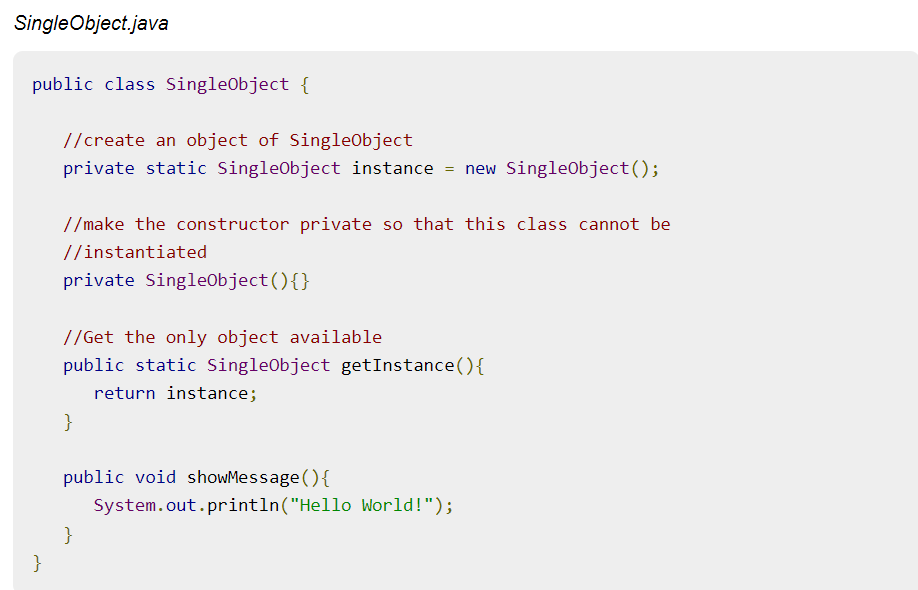 SingleObject.java
public class SingleObject {
//create an object of SingleObject
private static SingleObject instance = new SingleObject();
//make the constructor private so that this class cannot be
//instantiated
private SingleObject(){}
//Get the only object available
public static SingleObject getInstance(){
return instance;
}
public void showMessage(){
System.out.println("Hello World!");
}
}